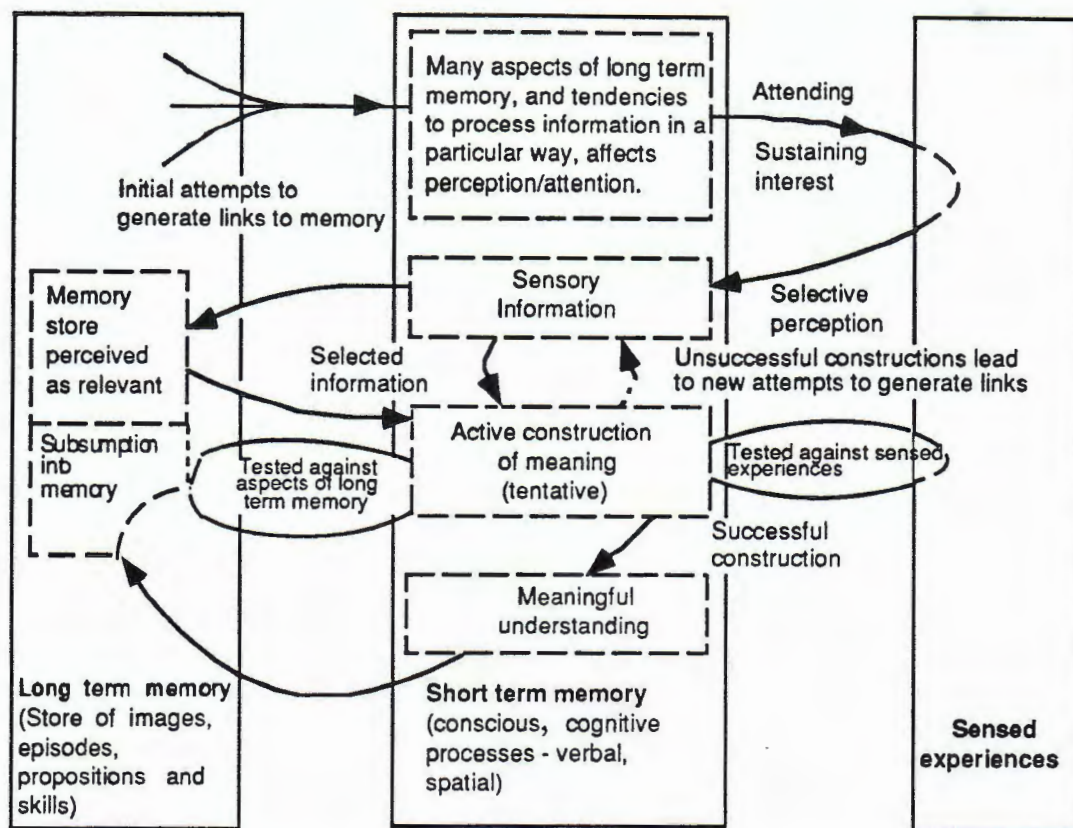 Many aspects of long term
memory, and tendencies
to process information in a
particular way, affects
perception/attention.
Attending
Sustaining
interest
Initial attempts to
generate links to memory
Sensory
Information
Selective
perception
Memory
store
perceived
as relevant
Selected
information
Unsuccessful constructions lead
to new attempts to generate links
Subsumption
inb
memory
Tested against
aspects of long
term memory
Active construction
of meaning
(tentative)
Tested against sensed
experiences
Successful
construction
Meaningful
understanding
Long term memory
(Store of images,
episodes,
propositions and
skills)
Short term memory
(conscious, cognitive
processes - verbal,
spatial)
Sensed
experiences